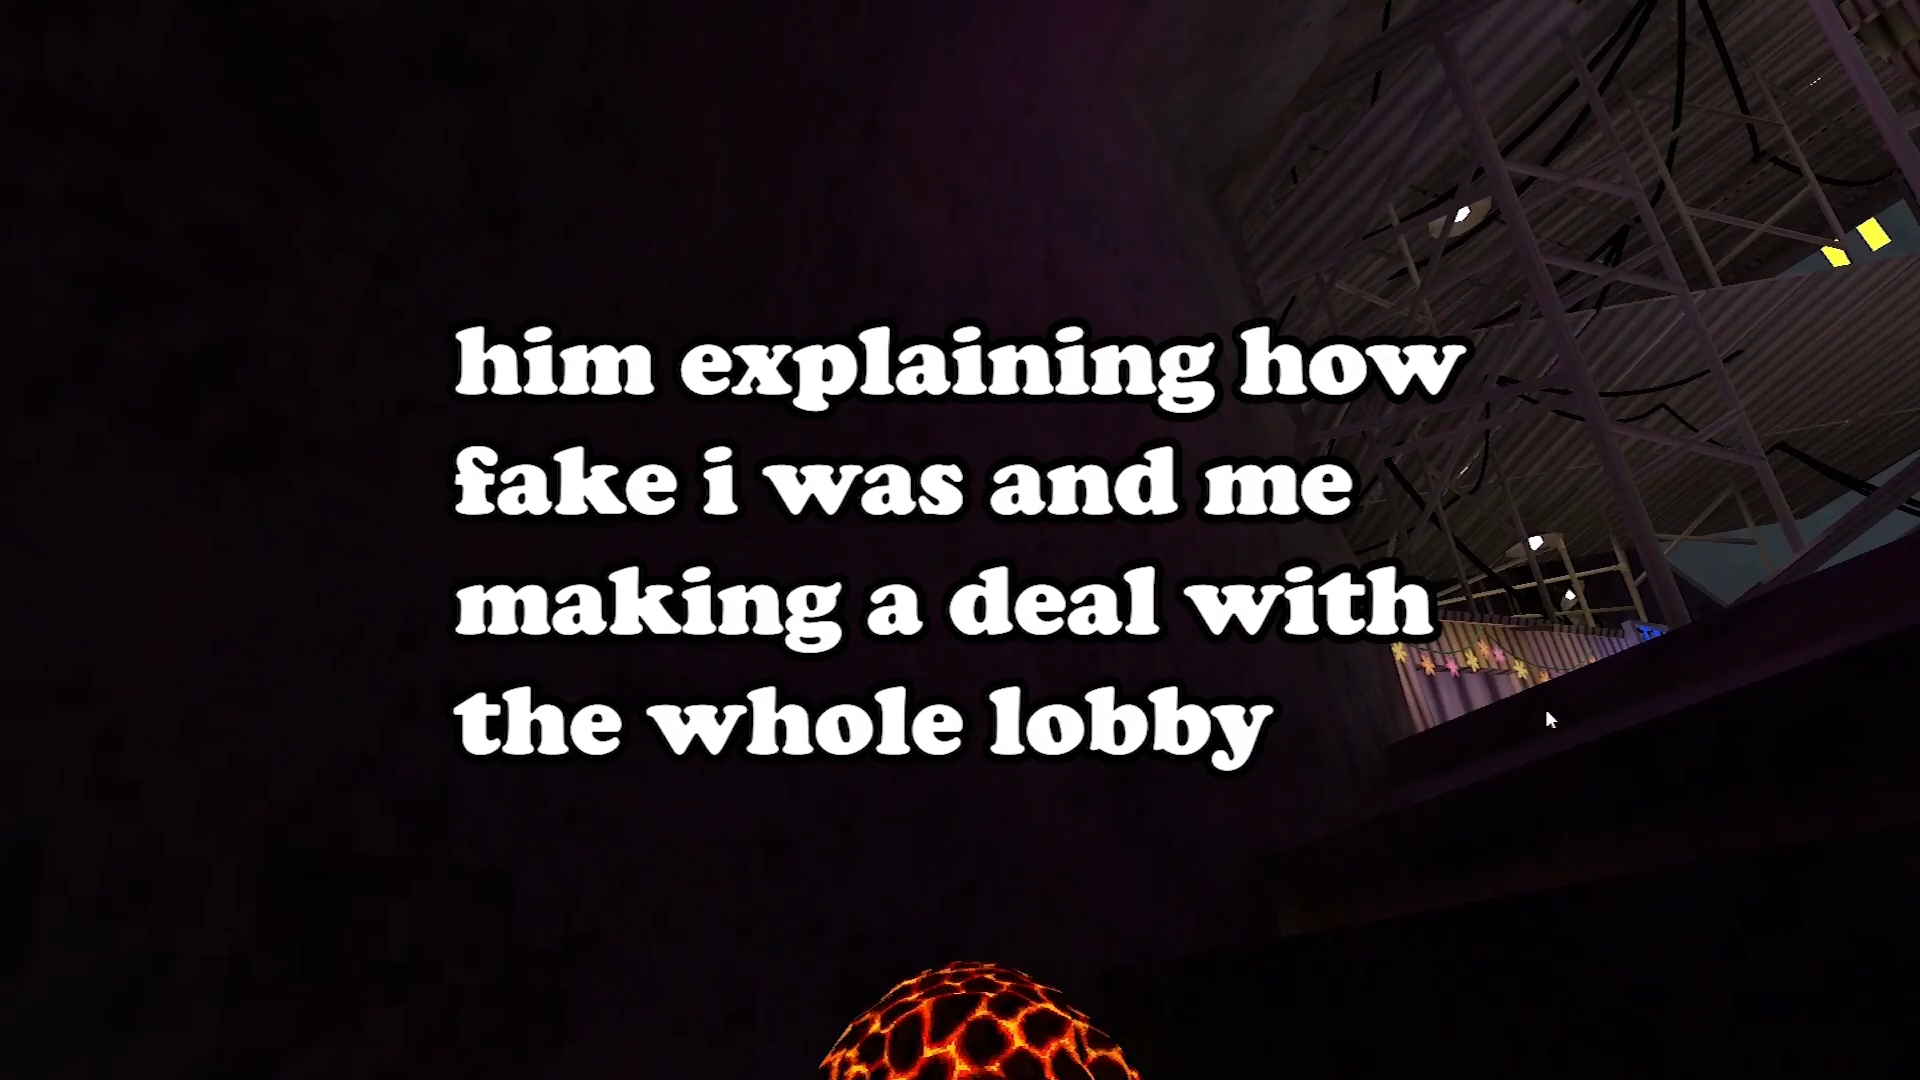 him explaining how
fake i was and me
making a deal with
the whole lobby